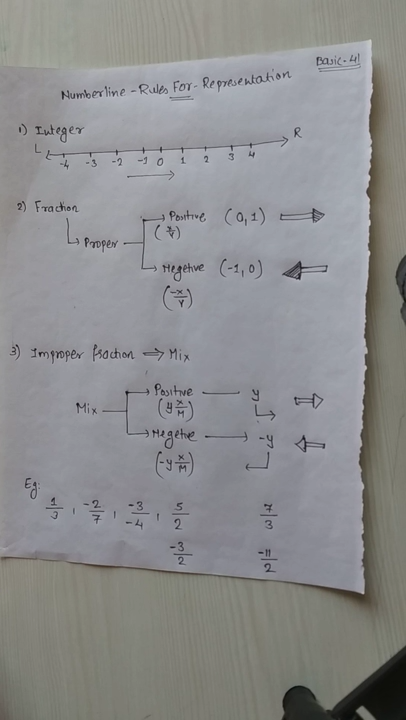 Basic-41
Numberline - Rules For - Representation
1) Integer
L -4 -3 -2 -1 0 1 2 3 4 R
2) Fraction
Proper
Positive (0,1)
(x/y)
Negetive (-1,0)
(-x/y)
3) Improper fraction ⇒ Mix
Mix
Positive y
(y x/M)
Negetive -y
(-y x/M)
Eg:
1/3 , -2/7 , -3/-4 , 5/2 7/3
-3/2 -11/2